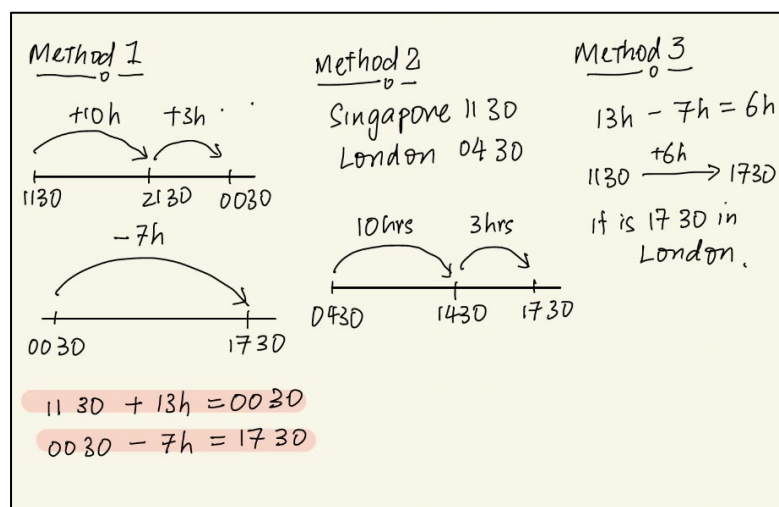 Method 1
+10h +3h
1130 2130 0030
-7h
0030 1730
1130 + 13h = 0030
0030 - 7h = 1730
Method 2
Singapore 1130
London 0430
10hrs 3hrs
0430 1430 1730
Method 3
13h - 7h = 6h
+6h
1130 → 1730
it is 1730 in
London.